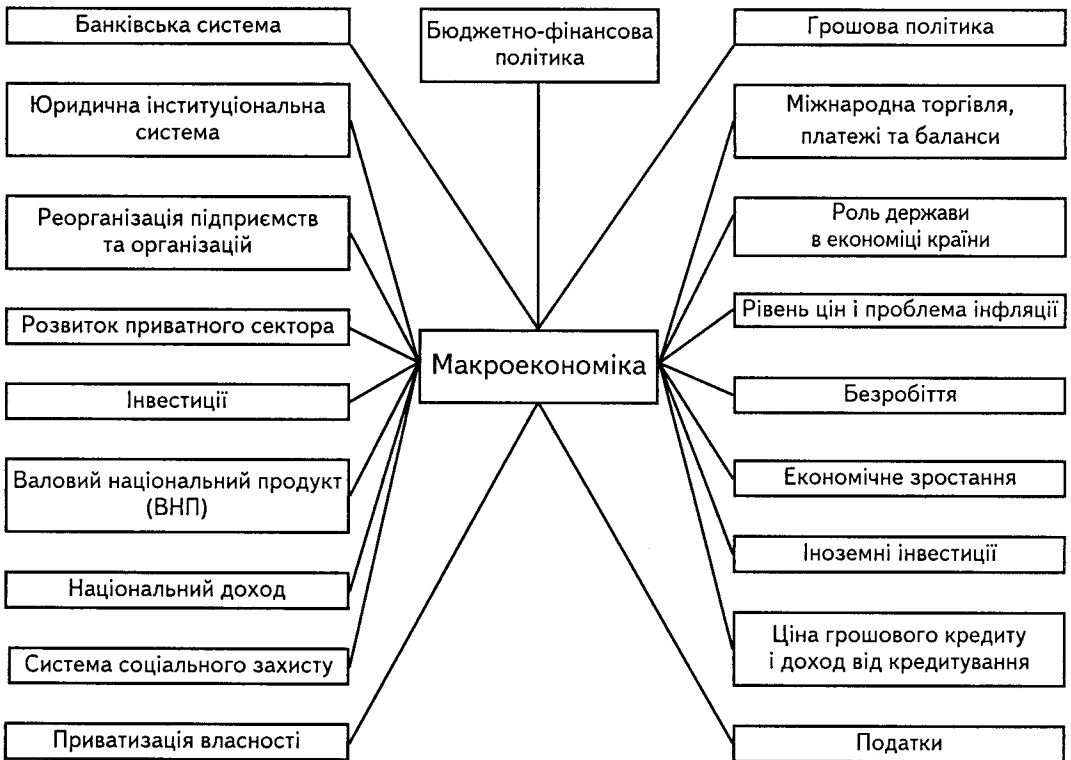 Банківська система
Юридична інституціональна
система
Реорганізація підприємств
та організацій
Розвиток приватного сектора
Інвестиції
Валовий національний продукт
(ВНП)
Національний доход
Система соціального захисту
Приватизація власності
Бюджетно-фінансова
політика
Макроекономіка
Грошова політика
Міжнародна торгівля,
платежі та баланси
Роль держави
в економіці країни
Рівень цін і проблема інфляції
Безробіття
Економічне зростання
Іноземні інвестиції
Ціна грошового кредиту
і доход від кредитування
Податки